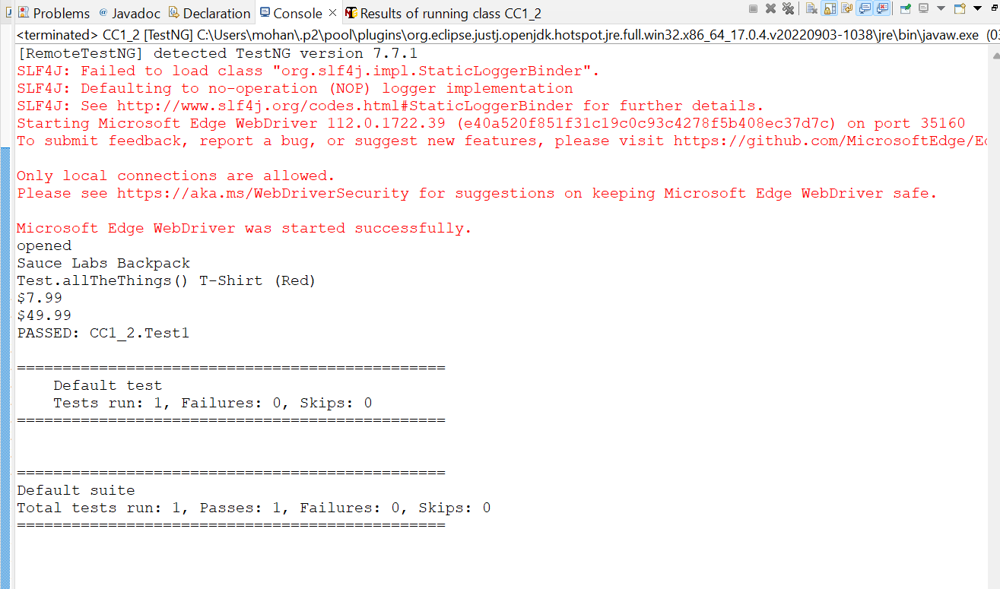 Problems @ Javadoc Declaration Console × Results of running class CC1_2
<terminated> CC1_2 [TestNG] C:\Users\mohan\.p2\pool\plugins\org.eclipse.justj.openjdk.hotspot.jre.full.win32.x86_64_17.0.4.v20220903-1038\jre\bin\javaw.exe
[RemoteTestNG] detected TestNG version 7.7.1
SLF4J: Failed to load class "org.slf4j.impl.StaticLoggerBinder".
SLF4J: Defaulting to no-operation (NOP) logger implementation
SLF4J: See http://www.slf4j.org/codes.html#StaticLoggerBinder for further details.
Starting Microsoft Edge WebDriver 112.0.1722.39 (e40a520f851f31c19c0c93c4278f5b408ec37d7c) on port 35160
To submit feedback, report a bug, or suggest new features, please visit https://github.com/MicrosoftEdge/Ed
Only local connections are allowed.
Please see https://aka.ms/WebDriverSecurity for suggestions on keeping Microsoft Edge WebDriver safe.
Microsoft Edge WebDriver was started successfully.
opened
Sauce Labs Backpack
Test.allTheThings() T-Shirt (Red)
$7.99
$49.99
PASSED: CC1_2.Test1
===============================================
Default test
Tests run: 1, Failures: 0, Skips: 0
===============================================
===============================================
Default suite
Total tests run: 1, Passes: 1, Failures: 0, Skips: 0
===============================================